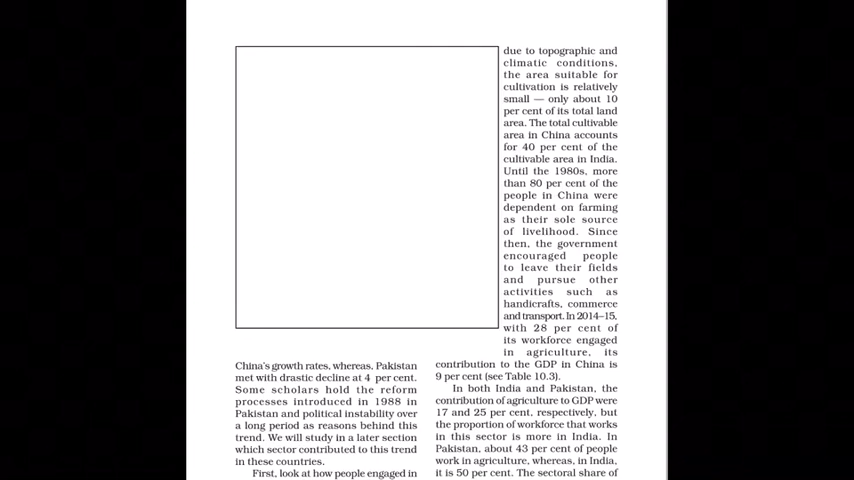 China's growth rates, whereas, Pakistan
met with drastic decline at 4 per cent.
Some scholars hold the reform
processes introduced in 1988 in
Pakistan and political instability over
a long period as reasons behind this
trend. We will study in a later section
which sector contributed to this trend
in these countries.
First, look at how people engaged in
due to topographic and
climatic conditions,
the area suitable for
cultivation is relatively
small — only about 10
per cent of its total land
area. The total cultivable
area in China accounts
for 40 per cent of the
cultivable area in India.
Until the 1980s, more
than 80 per cent of the
people in China were
dependent on farming
as their sole source
of livelihood. Since
then, the government
encouraged people
to leave their fields
and pursue other
activities such as
handicrafts, commerce
and transport. In 2014–15,
with 28 per cent of
its workforce engaged
in agriculture, its
contribution to the GDP in China is
9 per cent (see Table 10.3).
In both India and Pakistan, the
contribution of agriculture to GDP were
17 and 25 per cent, respectively, but
the proportion of workforce that works
in this sector is more in India. In
Pakistan, about 43 per cent of people
work in agriculture, whereas, in India,
it is 50 per cent. The sectoral share of